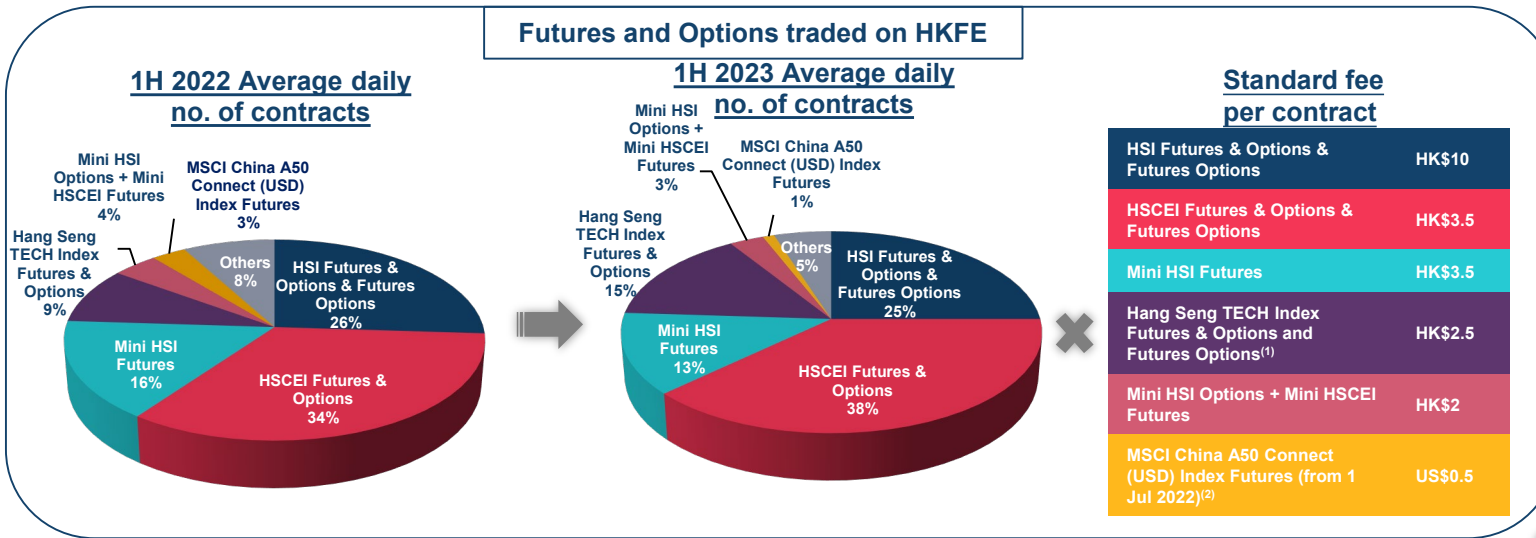 Futures and Options traded on HKFE
1H 2022 Average daily
no. of contracts
Mini HSI
Options + Mini
HSCEI Futures
4%
MSCI China A50
Connect (USD)
Index Futures
3%
Hang Seng
TECH Index
Futures &
Options
9%
Others
8%
HSI Futures &
Options & Futures
Options
26%
Mini HSI
Futures
16%
HSCEI Futures &
Options
34%
1H 2023 Average daily
no. of contracts
Mini HSI
Options +
Mini HSCEI
Futures
3%
MSCI China A50
Connect (USD) Index
Futures
1%
Hang Seng
TECH Index
Futures &
Options
15%
Others
5%
HSI Futures &
Options &
Futures Options
25%
Mini HSI
Futures
13%
HSCEI Futures &
Options
38%
Standard fee
per contract
HSI Futures & Options &
Futures Options
HK$10
HSCEI Futures & Options &
Futures Options
HK$3.5
Mini HSI Futures
HK$3.5
Hang Seng TECH Index
Futures & Options and
Futures Options(1)
HK$2.5
Mini HSI Options + Mini HSCEI
Futures
HK$2
MSCI China A50 Connect
(USD) Index Futures (from 1
Jul 2022)(2)
US$0.5